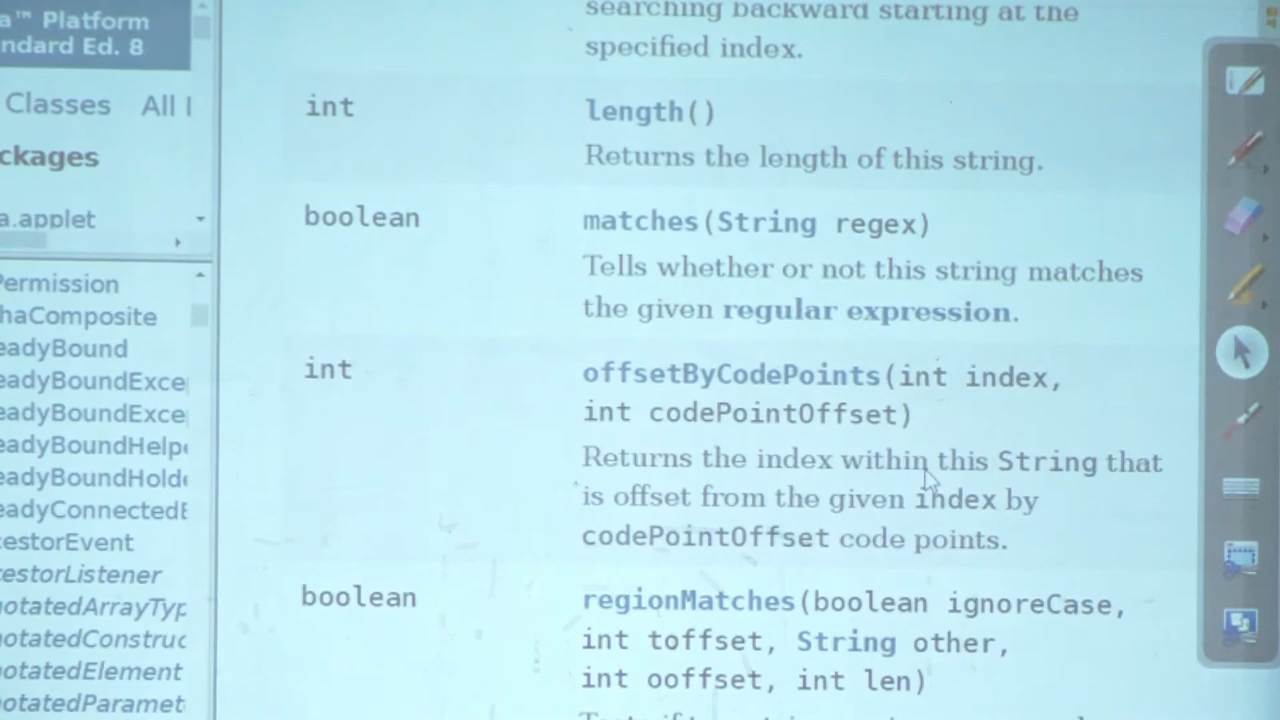 a™ Platform
ndard Ed. 8
Classes All
ckages
a.applet
Permission
haComposite
eadyBound
eadyBoundExce
eadyBoundExce
eadyBoundHelpe
eadyBoundHolde
eadyConnectedE
cestorEvent
cestorListener
notatedArrayTyp
notatedConstruc
notatedElement
notatedParamet
searching backward starting at the
specified index.
int length()
Returns the length of this string.
boolean matches(String regex)
Tells whether or not this string matches
the given regular expression.
int offsetByCodePoints(int index,
int codePointOffset)
Returns the index within this String that
is offset from the given index by
codePointOffset code points.
boolean regionMatches(boolean ignoreCase,
int toffset, String other,
int ooffset, int len)